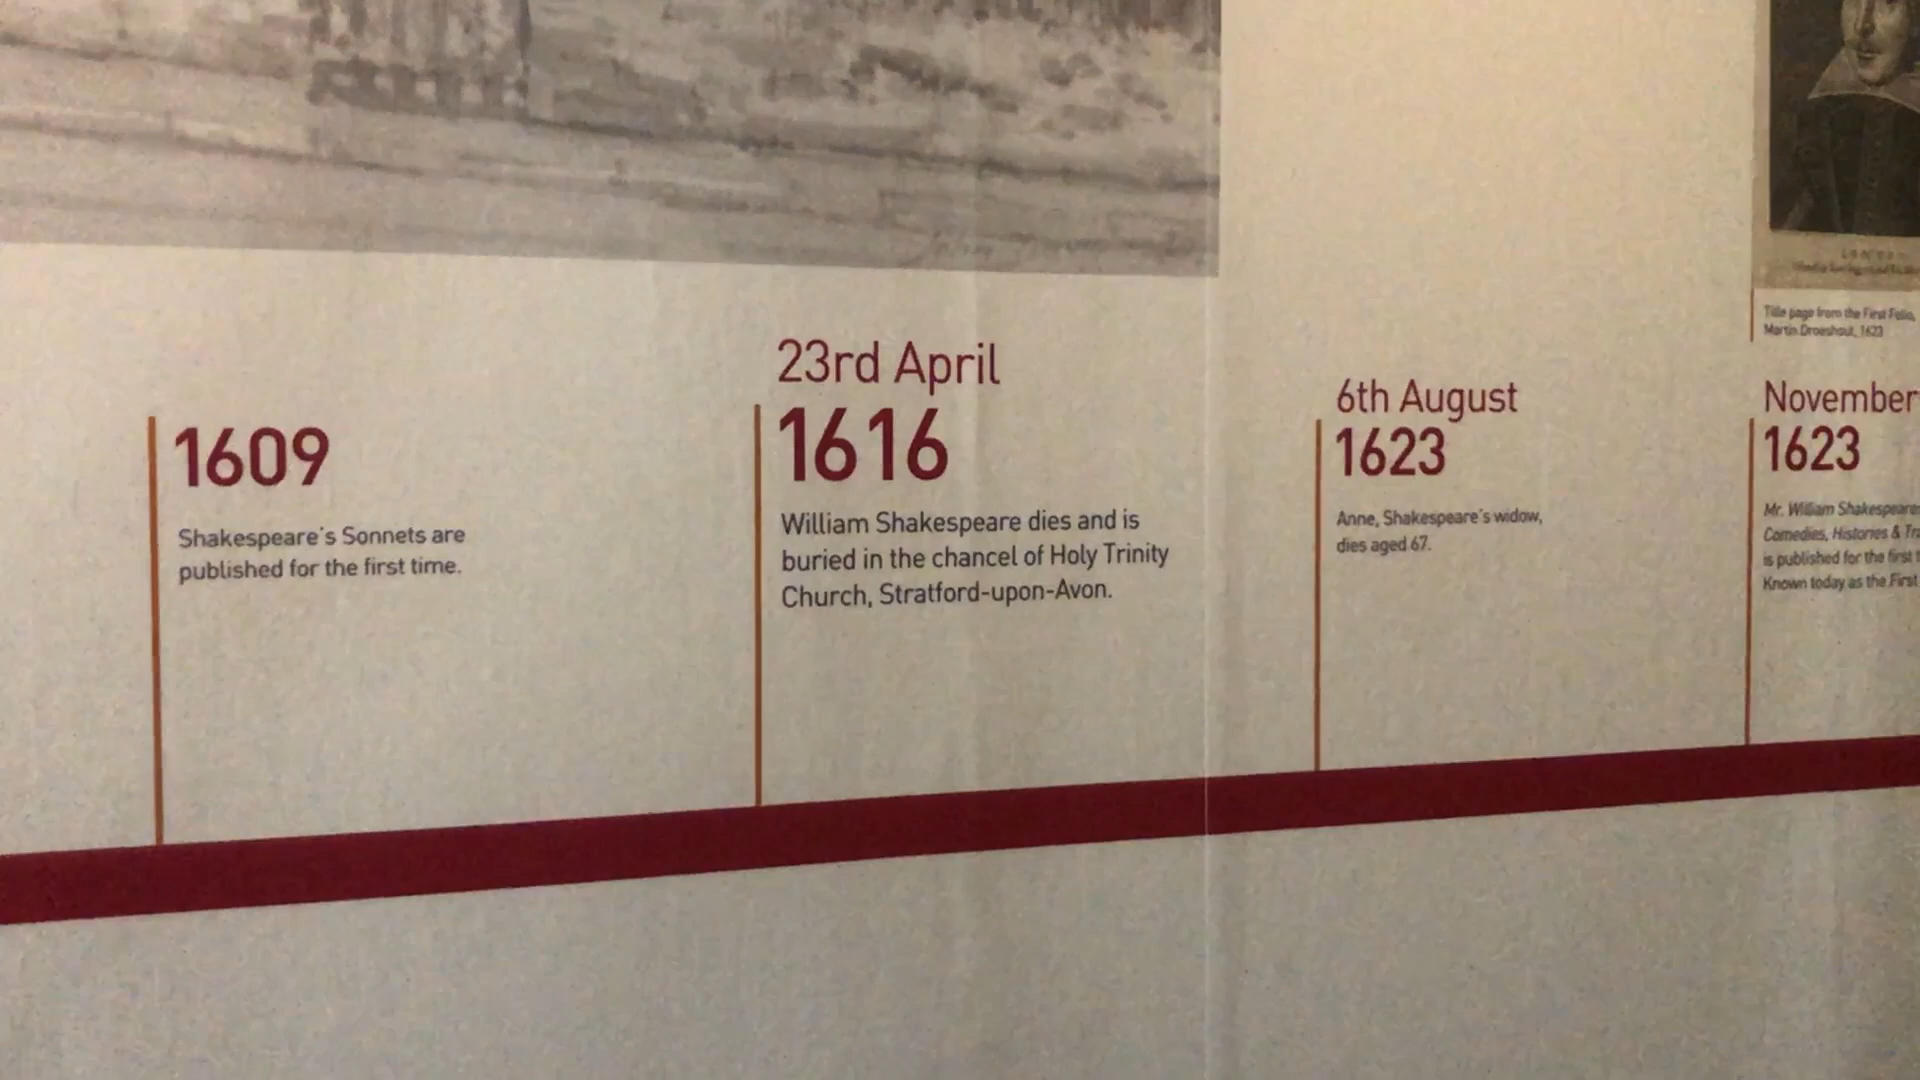 1609
Shakespeare's Sonnets are
published for the first time.
23rd April
1616
William Shakespeare dies and is
buried in the chancel of Holy Trinity
Church, Stratford-upon-Avon.
6th August
1623
Anne, Shakespeare's widow,
dies aged 67.
Title page from the First Folio,
Martin Droeshout, 1623
November
1623
Mr. William Shakespeares
Comedies, Histories &
is published for the first
Known today as the First